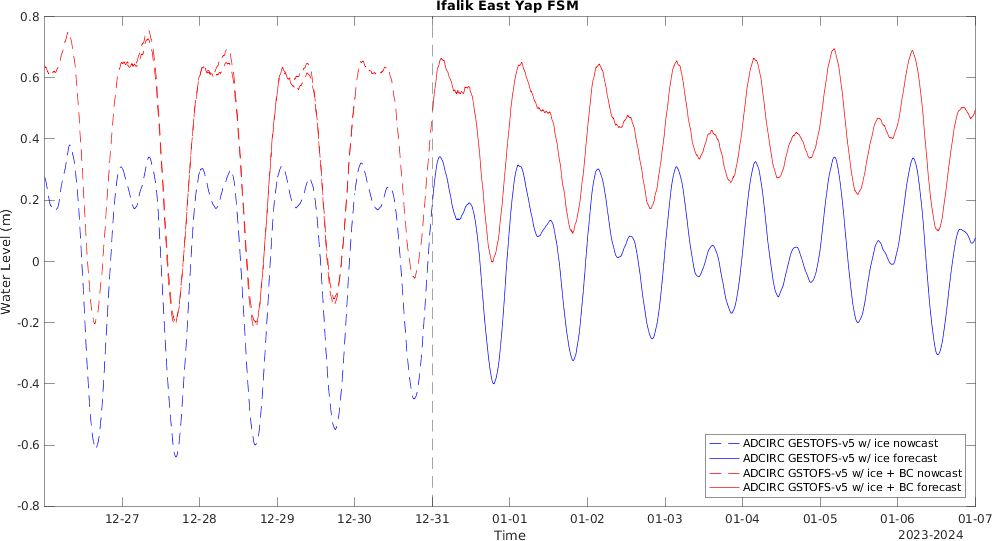 Ifalik East Yap FSM
0.8
0.6
0.4
0.2
0
-0.2
-0.4
-0.6
-0.8
Water Level (m)
ADCIRC GESTOFS-v5 w/ ice nowcast
ADCIRC GESTOFS-v5 w/ ice forecast
ADCIRC GSTOFS-v5 w/ ice + BC nowcast
ADCIRC GSTOFS-v5 w/ ice + BC forecast
12-27 12-28 12-29 12-30 12-31 01-01 01-02 01-03 01-04 01-05 01-06 01-07
Time
2023-2024